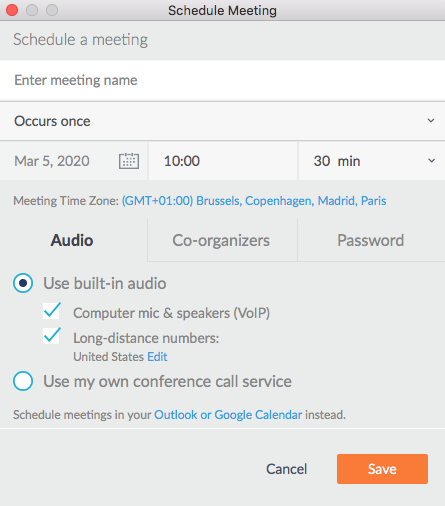 Schedule Meeting
Schedule a meeting
Enter meeting name
Occurs once
Mar 5, 2020 10:00 30 min
Meeting Time Zone: (GMT+01:00) Brussels, Copenhagen, Madrid, Paris
Audio Co-organizers Password
Use built-in audio
Computer mic & speakers (VoIP)
Long-distance numbers:
United States Edit
Use my own conference call service
Schedule meetings in your Outlook or Google Calendar instead.
Cancel Save